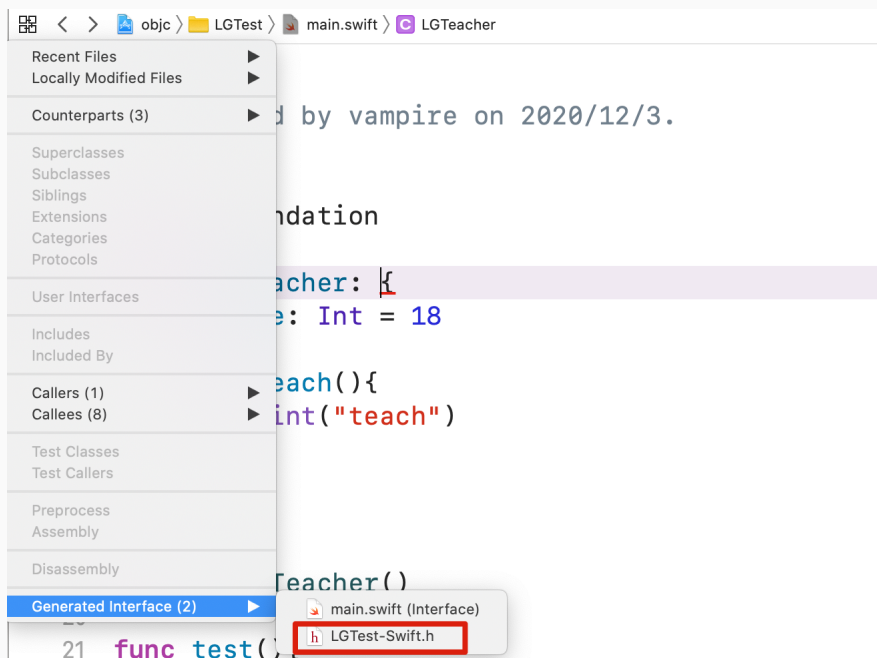 objc LGTest main.swift C LGTeacher
Recent Files
Locally Modified Files
Counterparts (3)
d by vampire on 2020/12/3.
Superclasses
Subclasses
Siblings
Extensions
ndation
Categories
Protocols
acher: {
User Interfaces
e: Int = 18
Includes
Included By
each(){
Callers (1)
Callees (8)
int("teach")
Test Classes
Test Callers
Preprocess
Assembly
Disassembly
Teacher()
Generated Interface (2)
main.swift (Interface)
h LGTest-Swift.h
21 func test(){